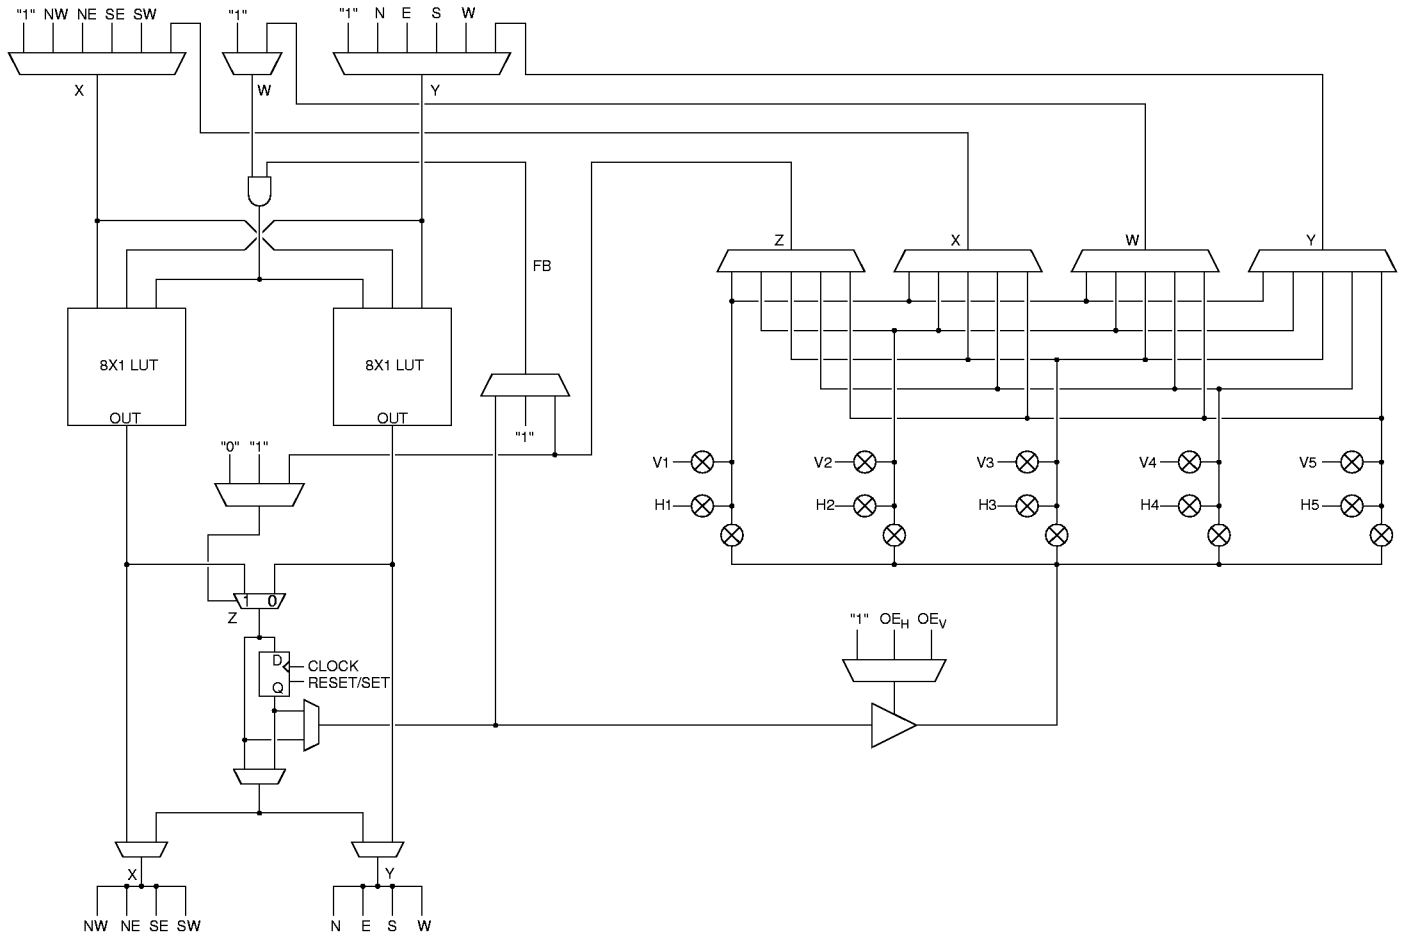 "1" NW NE SE SW
"1"
"1" N E S W
X
W
Y
Z
X
W
Y
FB
8X1 LUT
8X1 LUT
OUT
OUT
"1"
"0" "1"
V1
V2
V3
V4
V5
H1
H2
H3
H4
H5
1 0
Z
"1" OEH OEV
D
CLOCK
Q
RESET/SET
X
Y
NW NE SE SW
N E S W